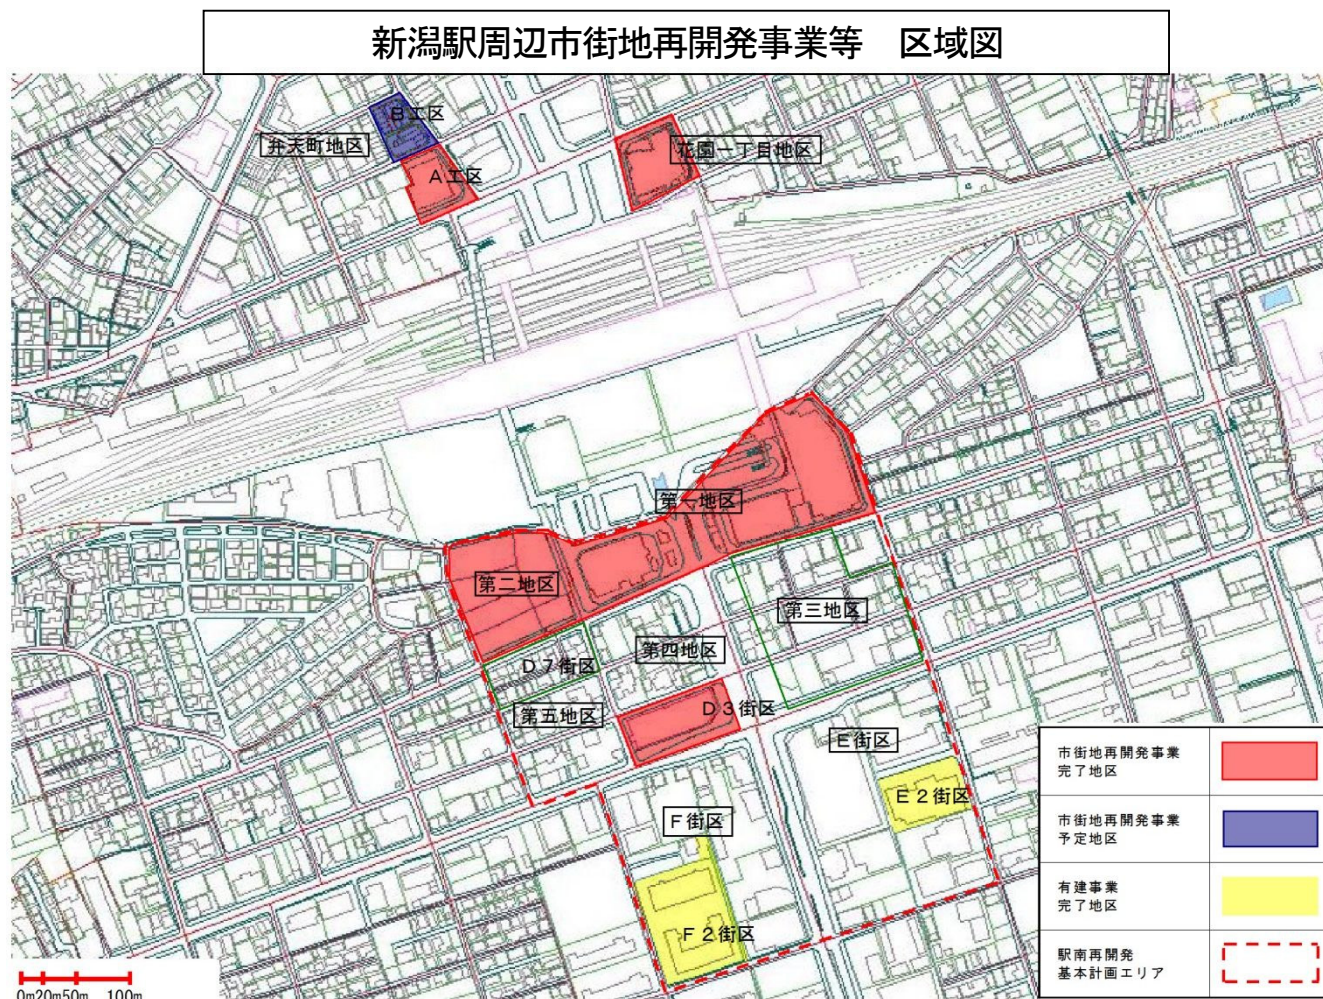 新潟駅周辺市街地再開発事業等　区域図
B工区
弁天町地区
A工区
花園一丁目地区
第一地区
第二地区
第三地区
第四地区
D７街区
第五地区
D３街区
E街区
E２街区
F街区
F２街区
市街地再開発事業
完了地区
市街地再開発事業
予定地区
有建事業
完了地区
駅南再開発
基本計画エリア
0m20m50m 100m